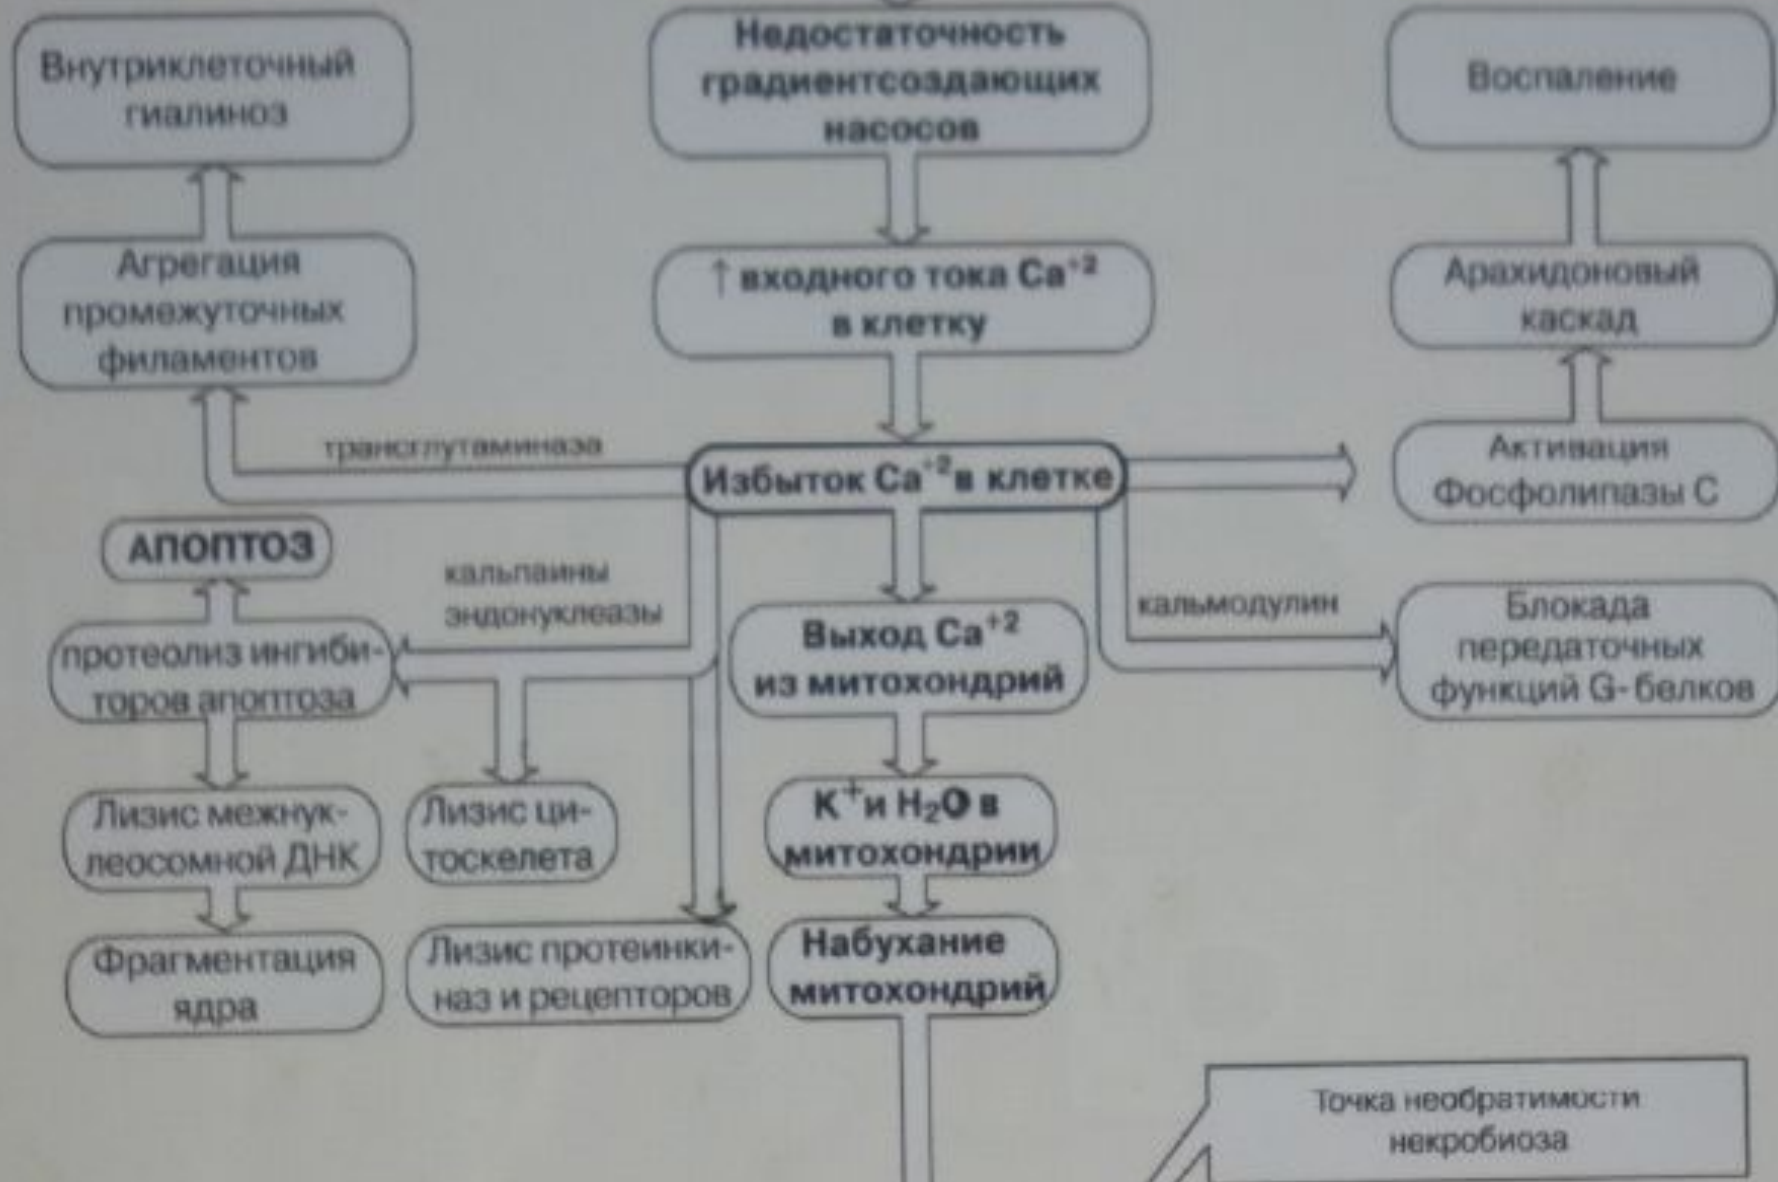 Внутриклеточный
гиалиноз
Недостаточность
градиентсоздающих
насосов
Воспаление
Агрегация
промежуточных
филаментов
↑ входного тока Ca⁺²
в клетку
Арахидоновый
каскад
трансглутаминаза
Избыток Ca⁺² в клетке
Активация
Фосфолипазы С
АПОПТОЗ
кальпаины
эндонуклеазы
Выход Ca⁺²
из митохондрий
кальмодулин
Блокада
передаточных
функций G-белков
протеолиз ингиби-
торов апоптоза
Лизис межнук-
леосомной ДНК
Лизис ци-
тоскелета
K⁺ и H₂O в
митохондрии
Фрагментация
ядра
Лизис протеинки-
наз и рецепторов
Набухание
митохондрий
Точка необратимости
некробиоза